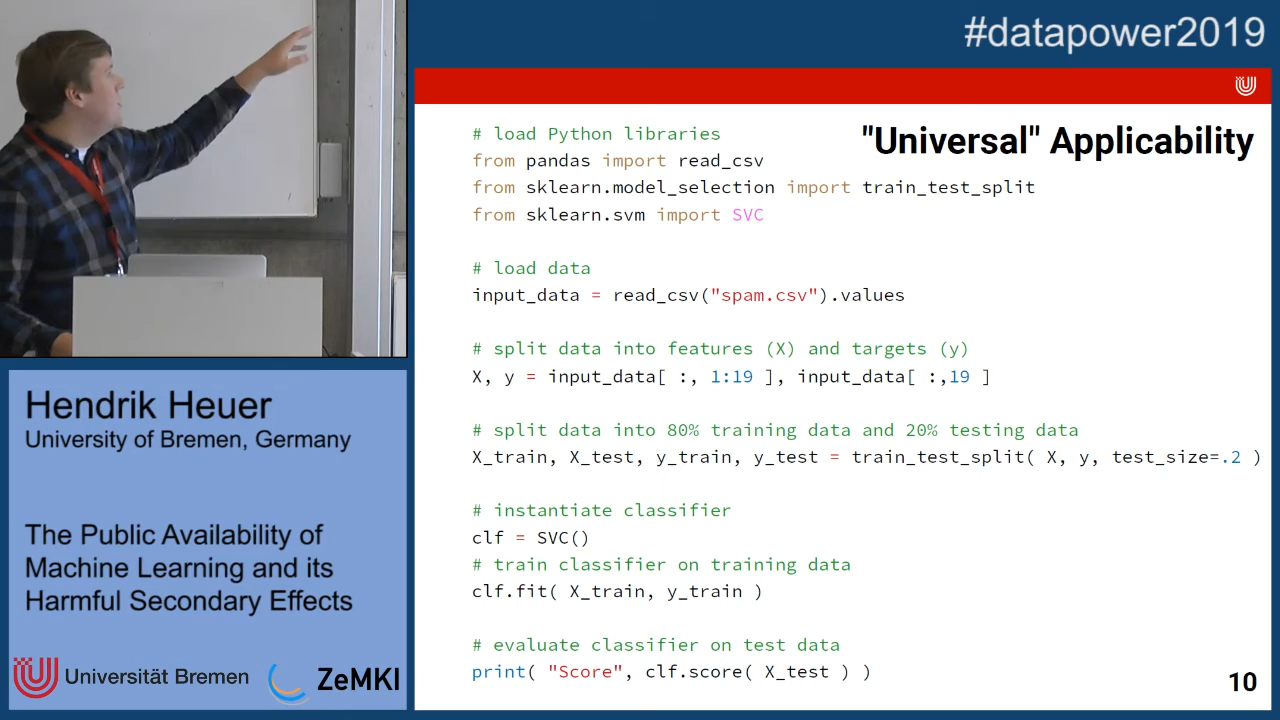 #datapower2019
"Universal" Applicability
# load Python libraries
from pandas import read_csv
from sklearn.model_selection import train_test_split
from sklearn.svm import SVC
# load data
input_data = read_csv("spam.csv").values
# split data into features (X) and targets (y)
X, y = input_data[ :, 1:19 ], input_data[ :,19 ]
# split data into 80% training data and 20% testing data
X_train, X_test, y_train, y_test = train_test_split( X, y, test_size=.2 )
# instantiate classifier
clf = SVC()
# train classifier on training data
clf.fit( X_train, y_train )
# evaluate classifier on test data
print( "Score", clf.score( X_test ) )
10
Hendrik Heuer
University of Bremen, Germany
The Public Availability of
Machine Learning and its
Harmful Secondary Effects
Universität Bremen
ZeMKI